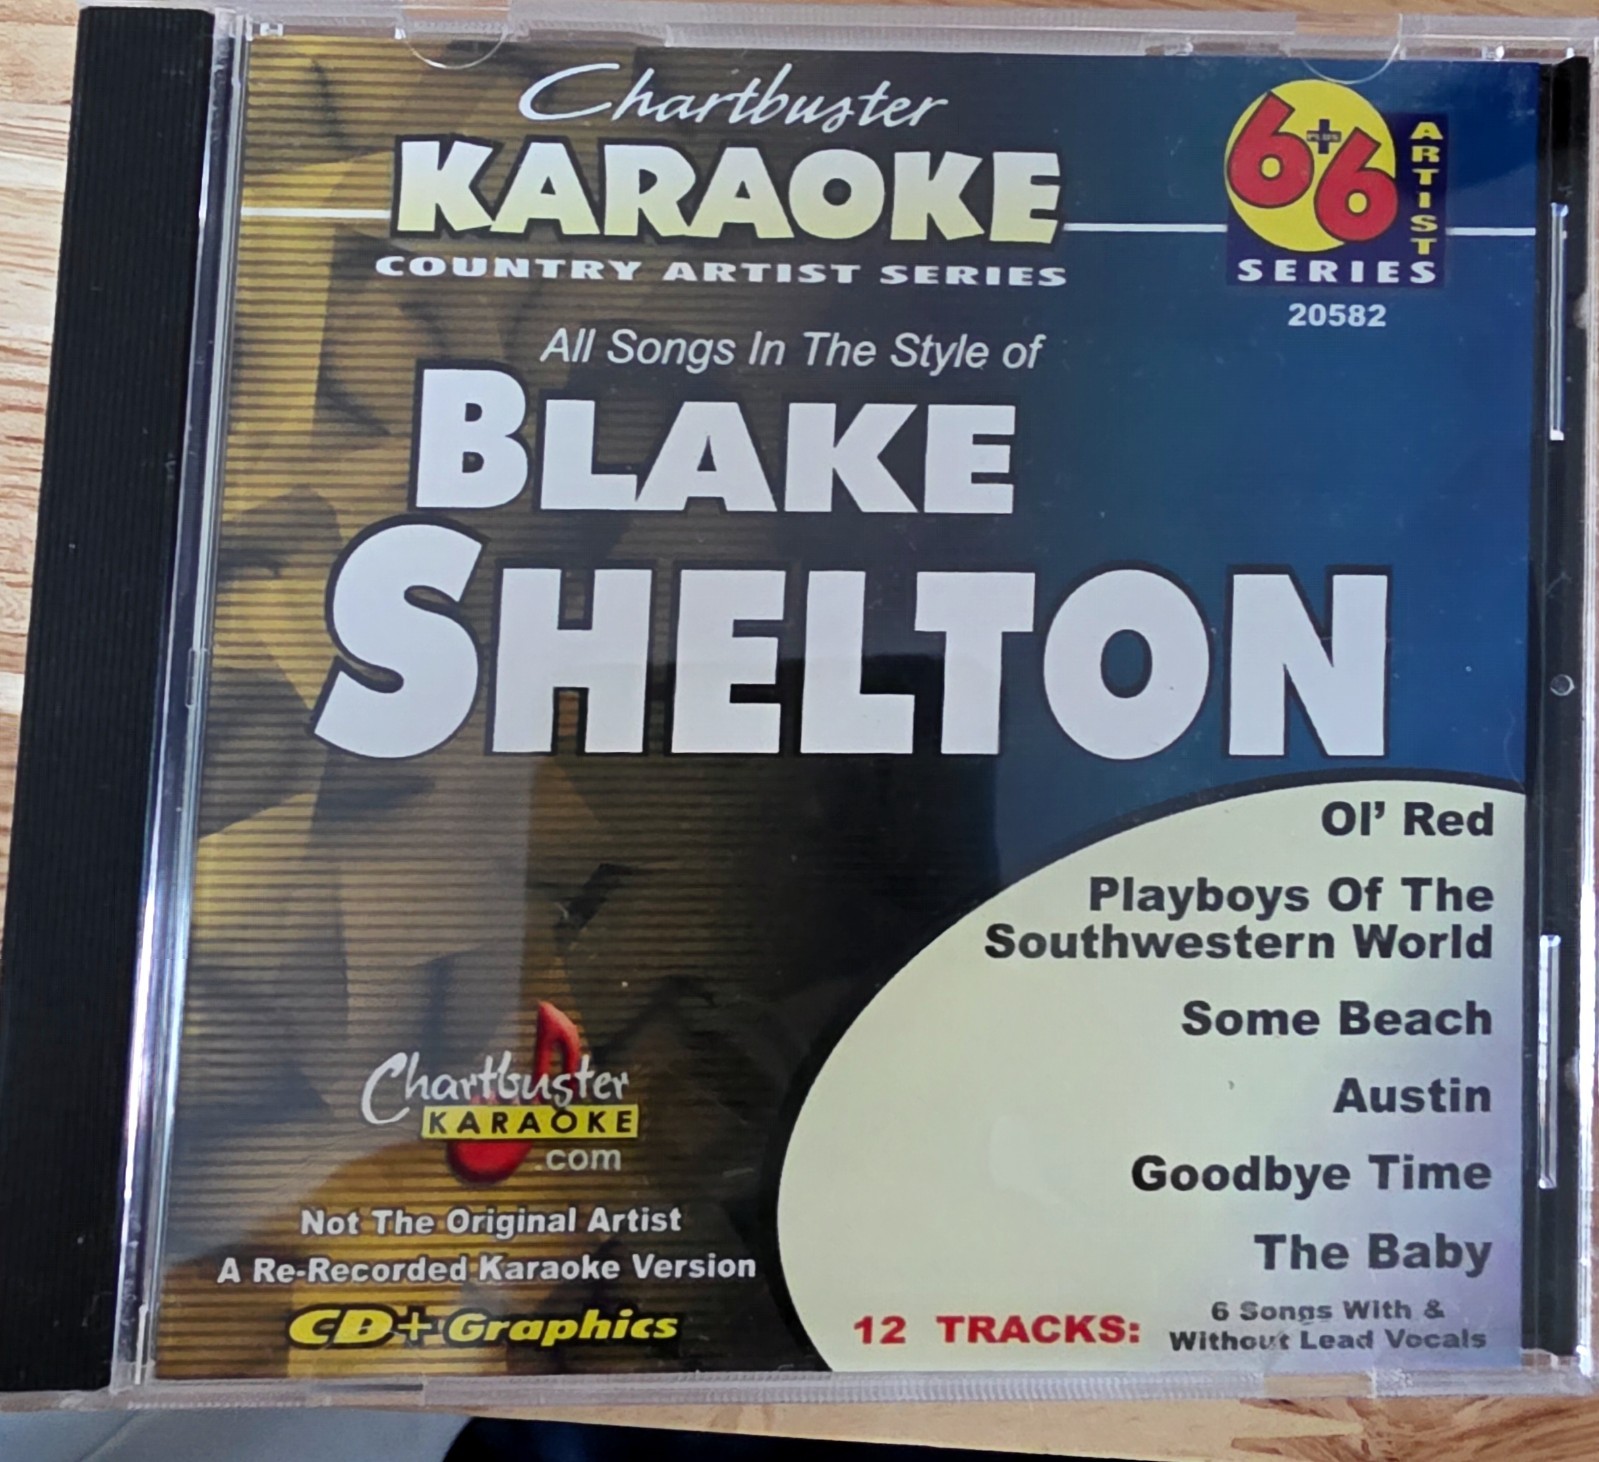 Chartbuster
KARAOKE
COUNTRY ARTIST SERIES
6+6
PLUS
ARTIST
SERIES
20582
All Songs In The Style of
BLAKE
SHELTON
Ol' Red
Playboys Of The
Southwestern World
Some Beach
Austin
Goodbye Time
The Baby
12 TRACKS:
6 Songs With &
Without Lead Vocals
Chartbuster
KARAOKE
.com
Not The Original Artist
A Re-Recorded Karaoke Version
CD+Graphics